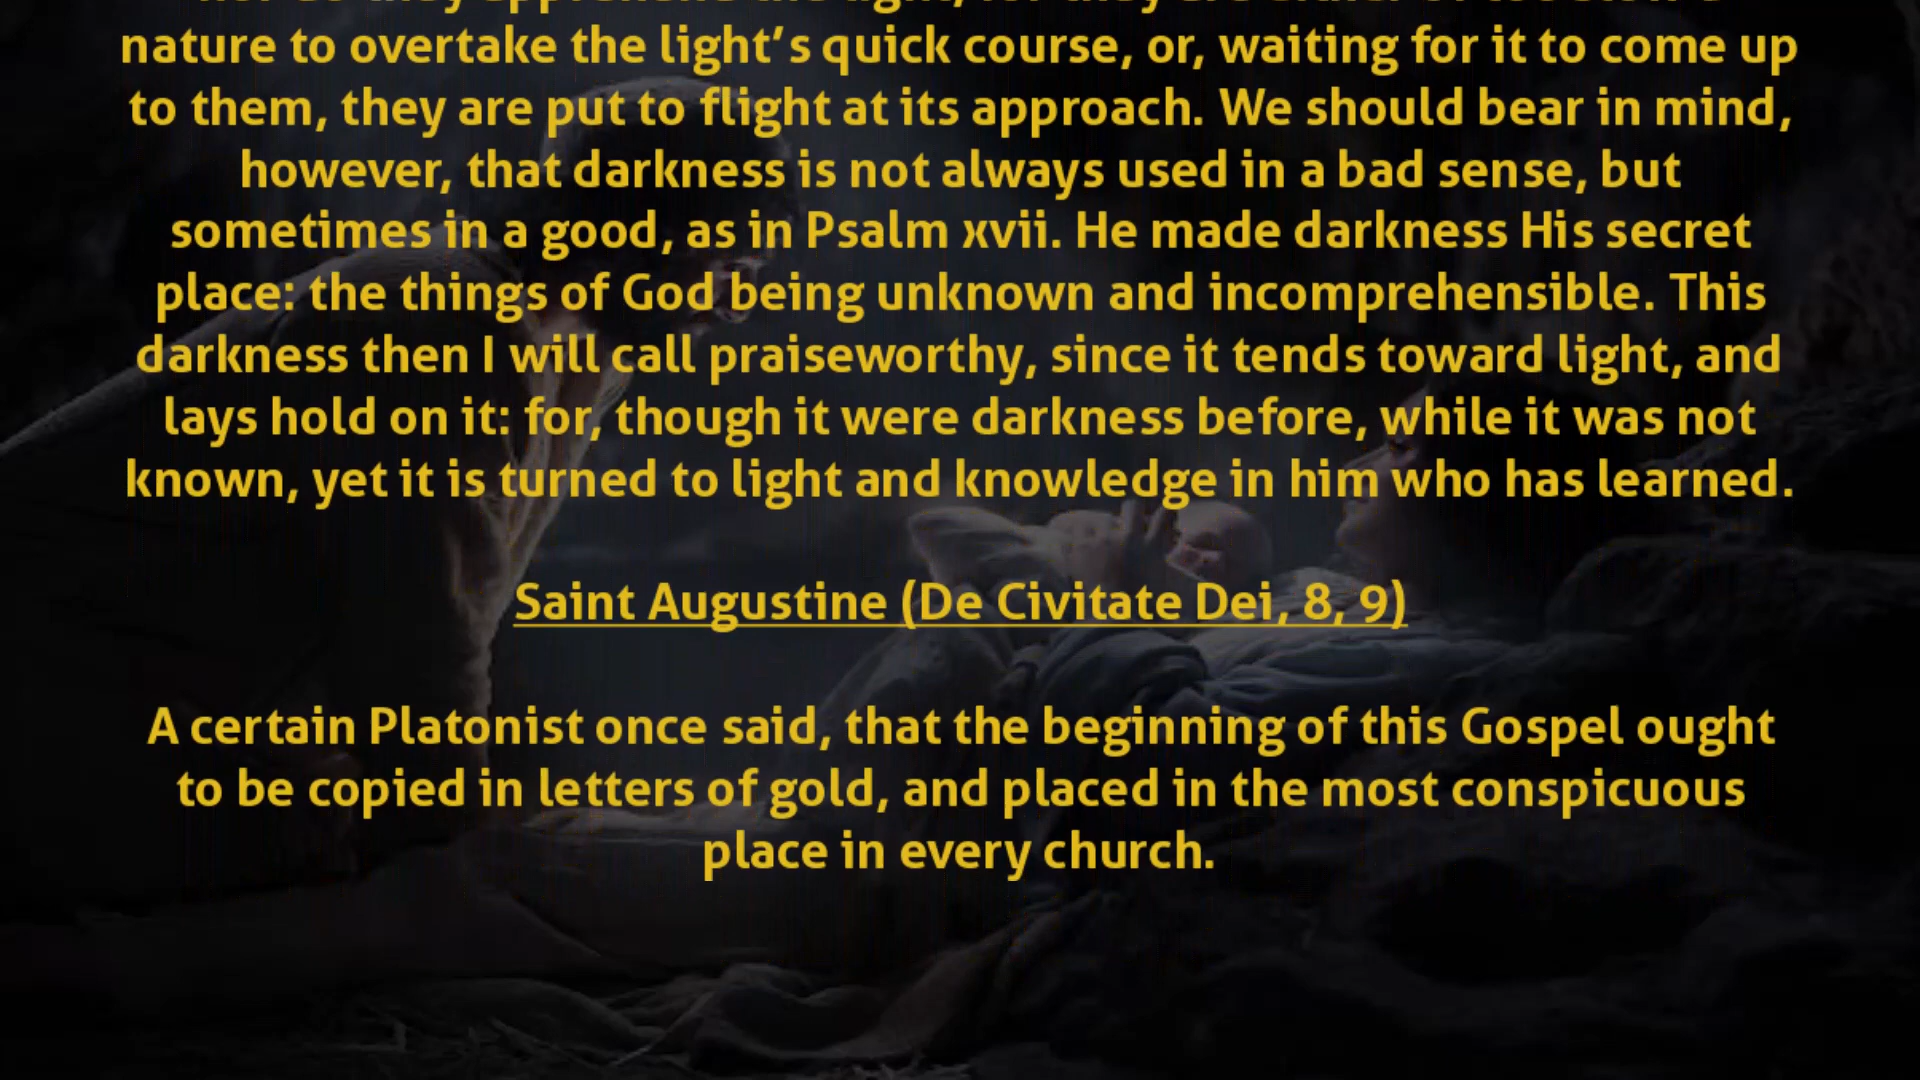 nature to overtake the light’s quick course, or, waiting for it to come up
to them, they are put to flight at its approach. We should bear in mind,
however, that darkness is not always used in a bad sense, but
sometimes in a good, as in Psalm xvii. He made darkness His secret
place: the things of God being unknown and incomprehensible. This
darkness then I will call praiseworthy, since it tends toward light, and
lays hold on it: for, though it were darkness before, while it was not
known, yet it is turned to light and knowledge in him who has learned.
Saint Augustine (De Civitate Dei, 8, 9)
A certain Platonist once said, that the beginning of this Gospel ought
to be copied in letters of gold, and placed in the most conspicuous
place in every church.